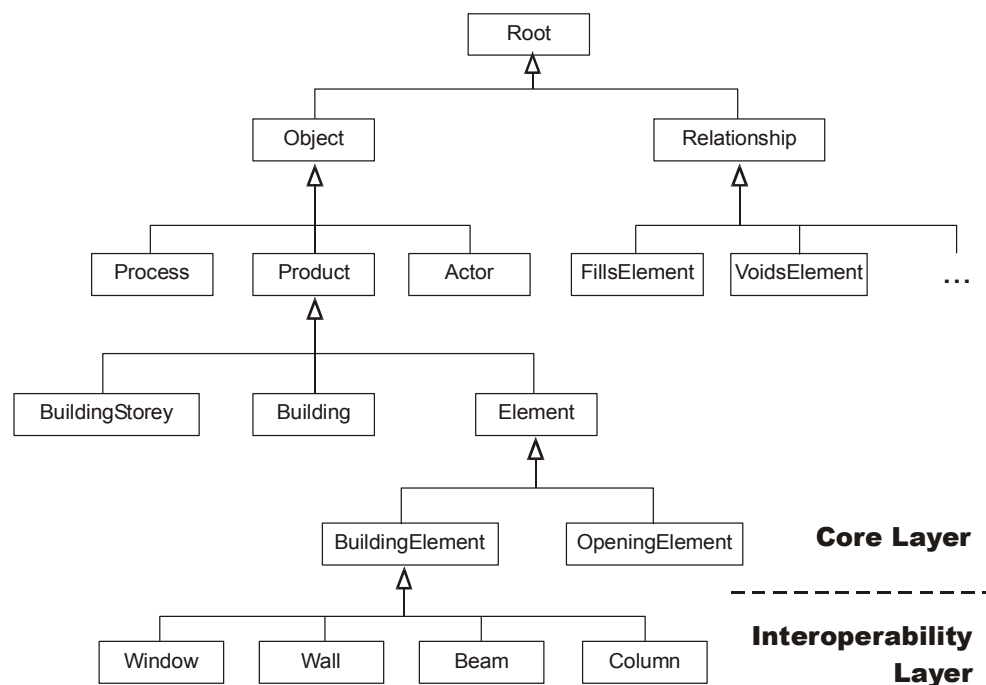 Root
Object
Relationship
Process
Product
Actor
FillsElement
VoidsElement
...
BuildingStorey
Building
Element
BuildingElement
OpeningElement
Core Layer
Interoperability
Layer
Window
Wall
Beam
Column